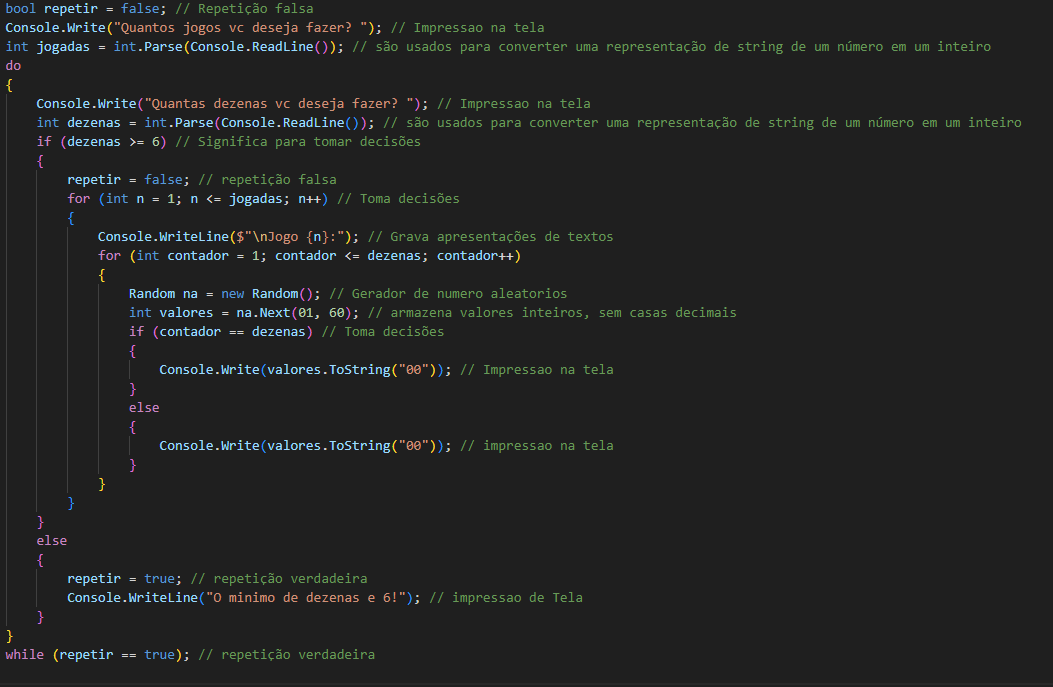 bool repetir = false; // Repetição falsa
Console.Write("Quantos jogos vc deseja fazer? "); // Impressao na tela
int jogadas = int.Parse(Console.ReadLine()); // são usados para converter uma representação de string de um número em um inteiro
do
{
    Console.Write("Quantas dezenas vc deseja fazer? "); // Impressao na tela
    int dezenas = int.Parse(Console.ReadLine()); // são usados para converter uma representação de string de um número em um inteiro
    if (dezenas >= 6) // Significa para tomar decisões
    {
        repetir = false; // repetição falsa
        for (int n = 1; n <= jogadas; n++) // Toma decisões
        {
            Console.WriteLine($"\nJogo {n}:"); // Grava apresentações de textos
            for (int contador = 1; contador <= dezenas; contador++)
            {
                Random na = new Random(); // Gerador de numero aleatorios
                int valores = na.Next(01, 60); // armazena valores inteiros, sem casas decimais
                if (contador == dezenas) // Toma decisões
                {
                    Console.Write(valores.ToString("00")); // Impressao na tela
                }
                else
                {
                    Console.Write(valores.ToString("00")); // impressao na tela
                }
            }
        }
    }
    else
    {
        repetir = true; // repetição verdadeira
        Console.WriteLine("O minimo de dezenas e 6!"); // impressao de Tela
    }
}
while (repetir == true); // repetição verdadeira